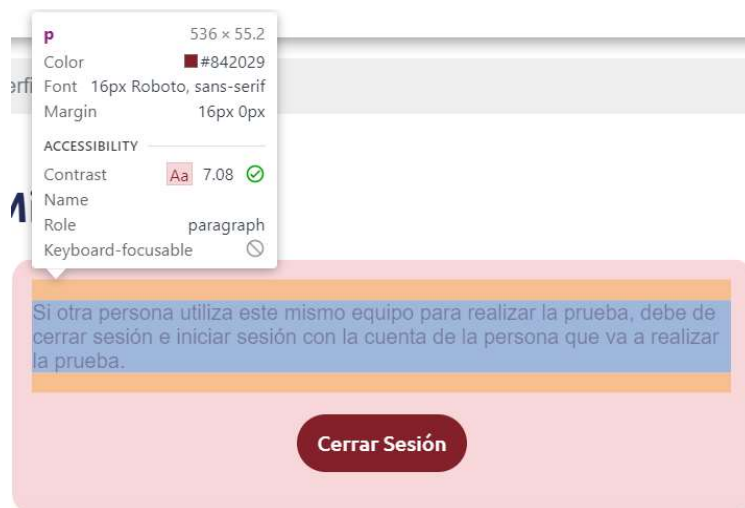 p 536 × 55.2
Color #842029
Font 16px Roboto, sans-serif
Margin 16px 0px
ACCESSIBILITY
Contrast Aa 7.08
Name
Role paragraph
Keyboard-focusable
erfi
Mi
Si otra persona utiliza este mismo equipo para realizar la prueba, debe de
cerrar sesión e iniciar sesión con la cuenta de la persona que va a realizar
la prueba.
Cerrar Sesión